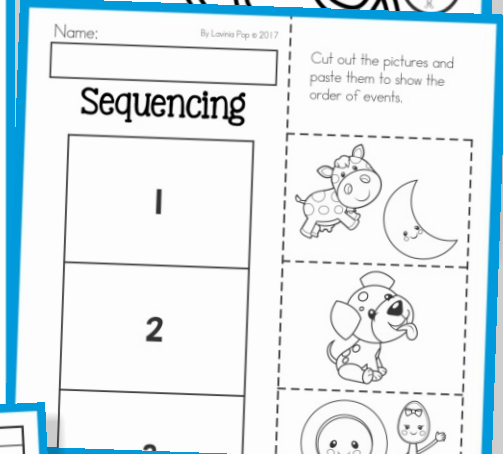 Name:
By Lavinia Pop © 2017
Cut out the pictures and
paste them to show the
order of events.
Sequencing
1
2